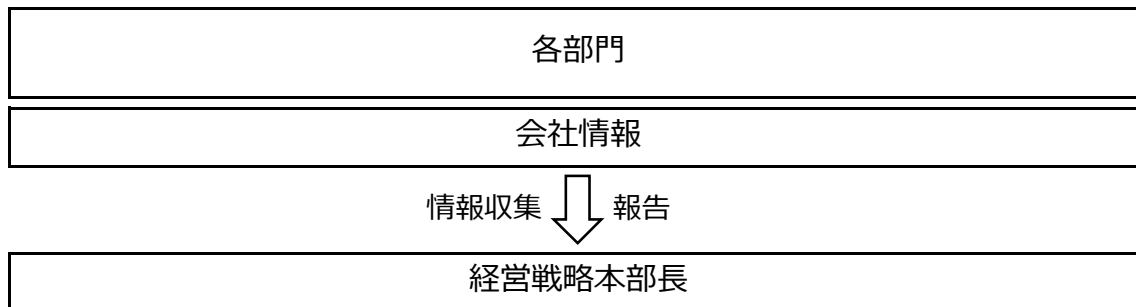 各部門
会社情報
情報収集 報告
経営戦略本部長